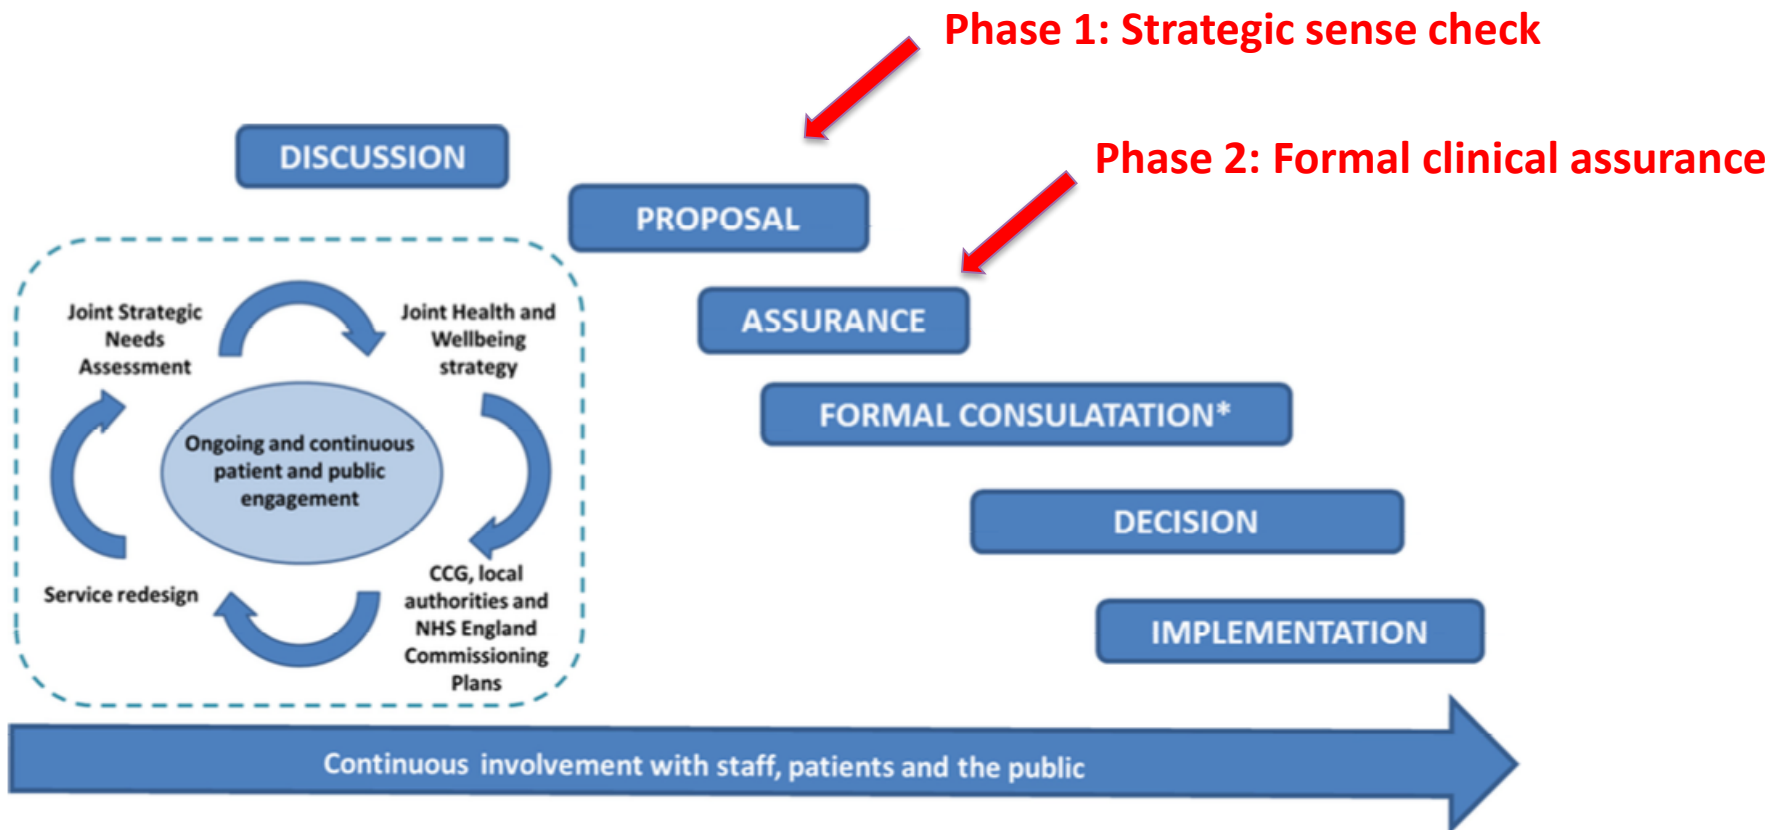 Phase 1: Strategic sense check
Phase 2: Formal clinical assurance
DISCUSSION
PROPOSAL
ASSURANCE
FORMAL CONSULATATION*
DECISION
IMPLEMENTATION
Joint Strategic
Needs
Assessment
Joint Health and
Wellbeing
strategy
Ongoing and continuous
patient and public
engagement
Service redesign
CCG, local
authorities and
NHS England
Commissioning
Plans
Continuous involvement with staff, patients and the public